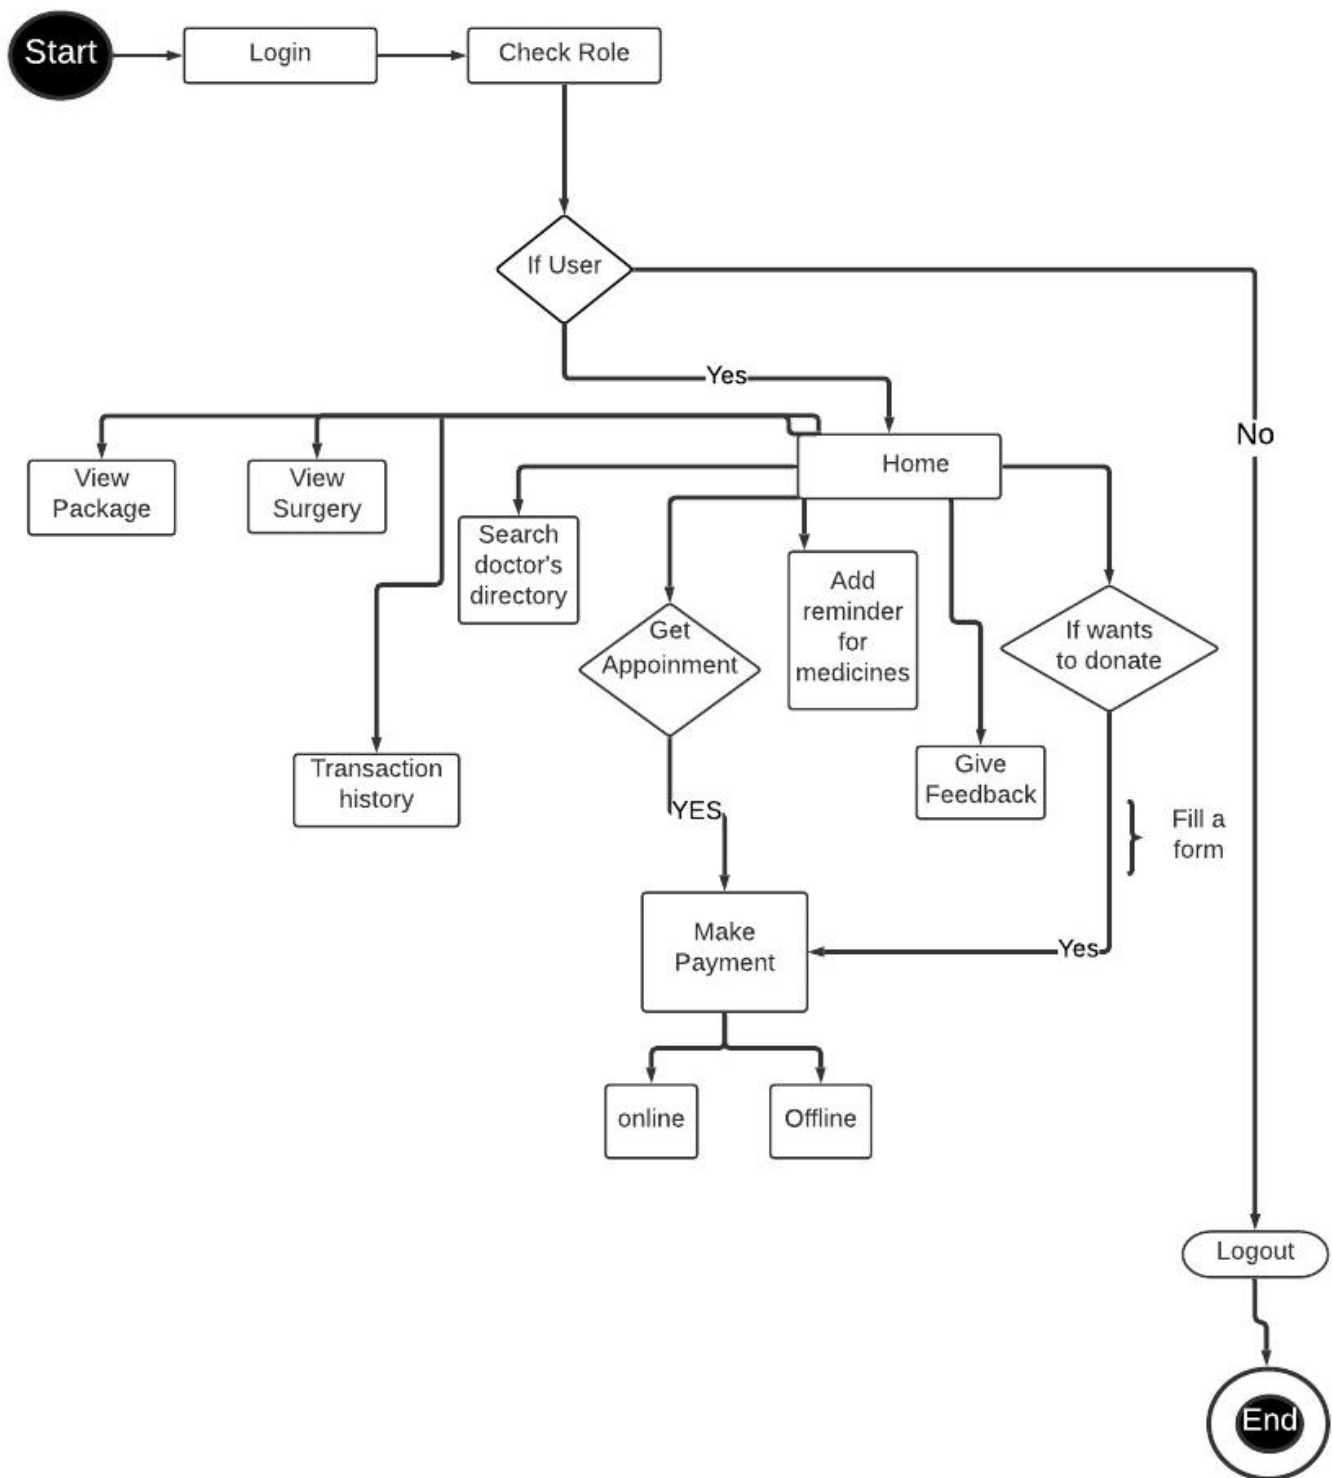 Start
Login
Check Role
If User
Yes
No
Home
View
Package
View
Surgery
Search
doctor's
directory
Get
Appoinment
Add
reminder
for
medicines
If wants
to donate
Transaction
history
Give
Feedback
YES
Fill a
form
Make
Payment
Yes
online
Offline
Logout
End